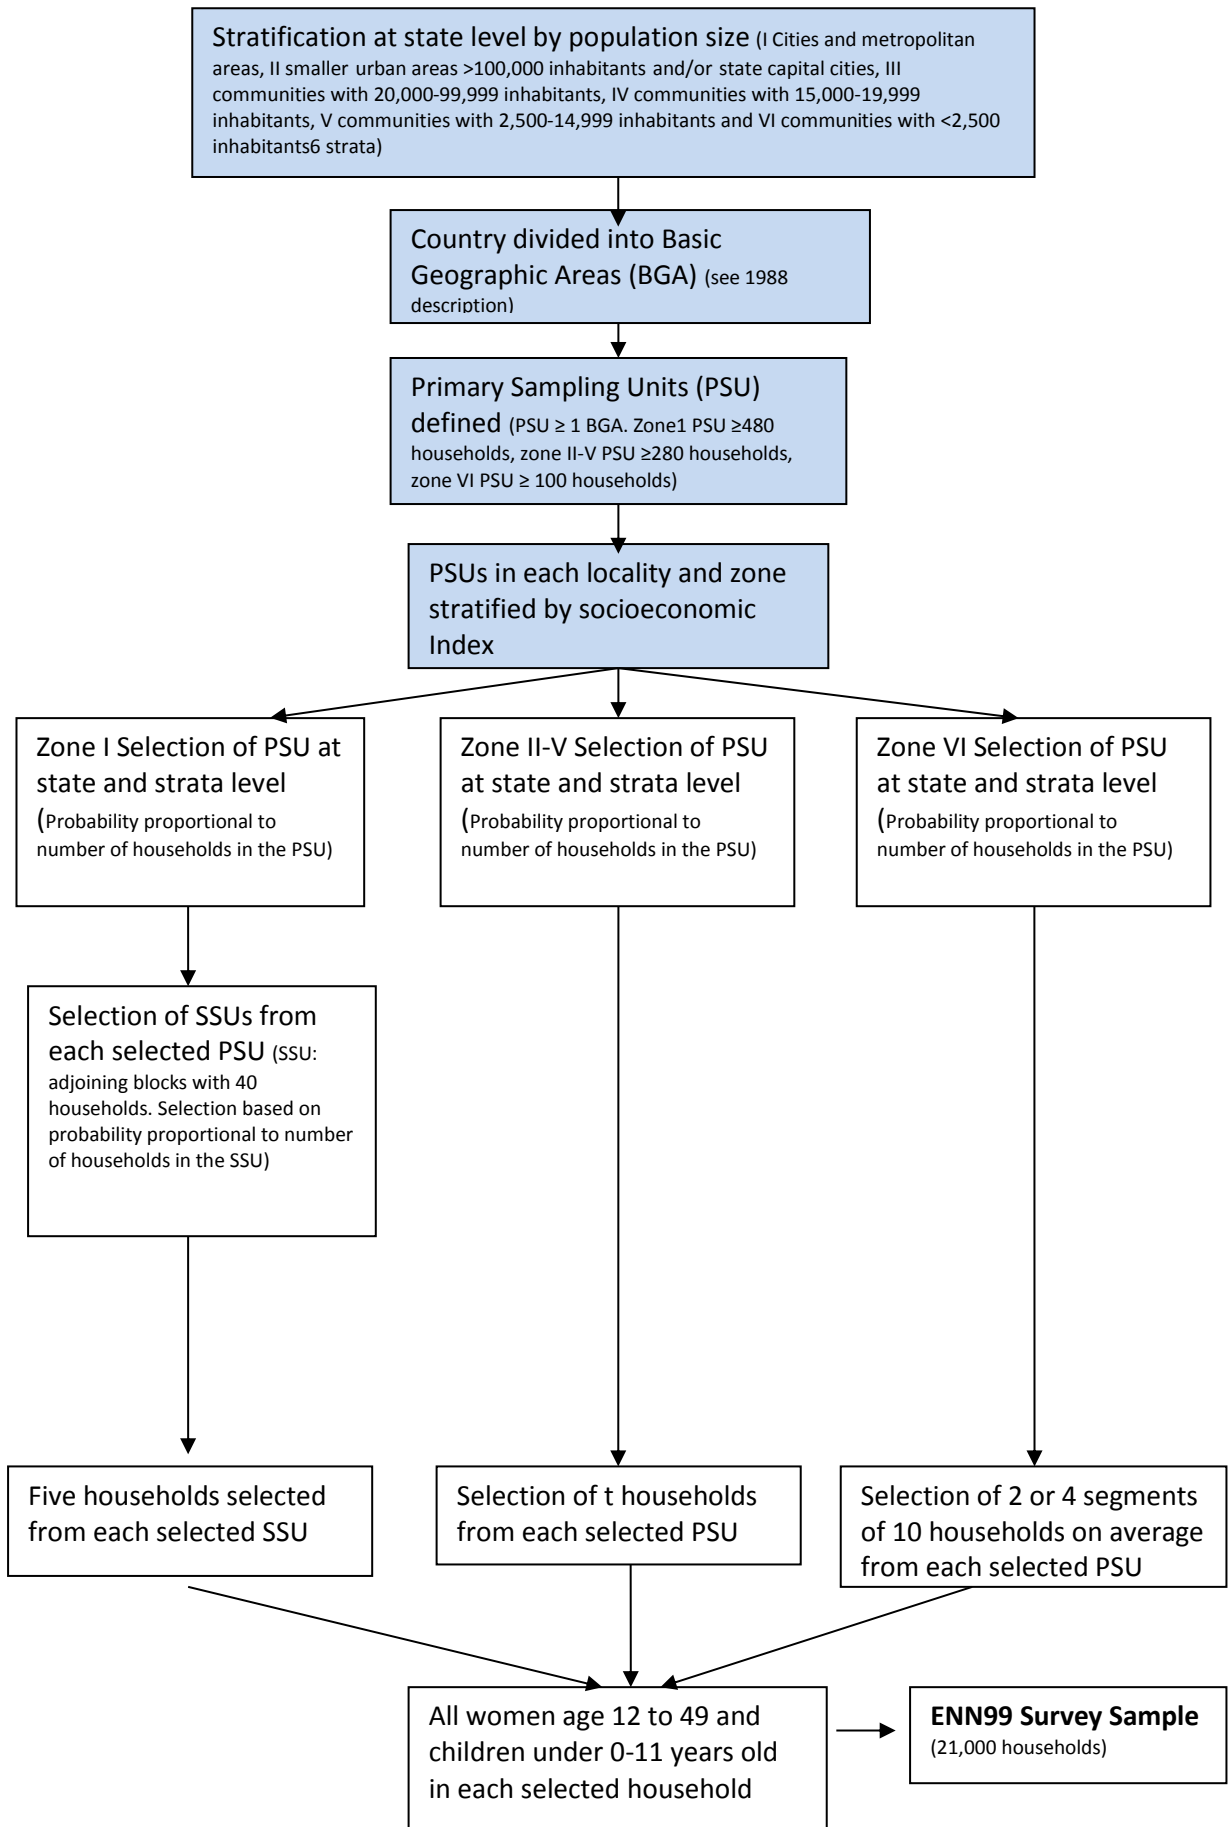 Stratification at state level by population size (I Cities and metropolitan
areas, II smaller urban areas >100,000 inhabitants and/or state capital cities, III
communities with 20,000-99,999 inhabitants, IV communities with 15,000-19,999
inhabitants, V communities with 2,500-14,999 inhabitants and VI communities with <2,500
inhabitants6 strata)
Country divided into Basic
Geographic Areas (BGA) (see 1988
description)
Primary Sampling Units (PSU)
defined (PSU ≥ 1 BGA. Zone1 PSU ≥480
households, zone II-V PSU ≥280 households,
zone VI PSU ≥ 100 households)
PSUs in each locality and zone
stratified by socioeconomic
Index
Zone I Selection of PSU at
state and strata level
(Probability proportional to
number of households in the PSU)
Zone II-V Selection of PSU
at state and strata level
(Probability proportional to
number of households in the PSU)
Zone VI Selection of PSU
at state and strata level
(Probability proportional to
number of households in the PSU)
Selection of SSUs from
each selected PSU (SSU:
adjoining blocks with 40
households. Selection based on
probability proportional to number
of households in the SSU)
Five households selected
from each selected SSU
Selection of t households
from each selected PSU
Selection of 2 or 4 segments
of 10 households on average
from each selected PSU
All women age 12 to 49 and
children under 0-11 years old
in each selected household
ENN99 Survey Sample
(21,000 households)